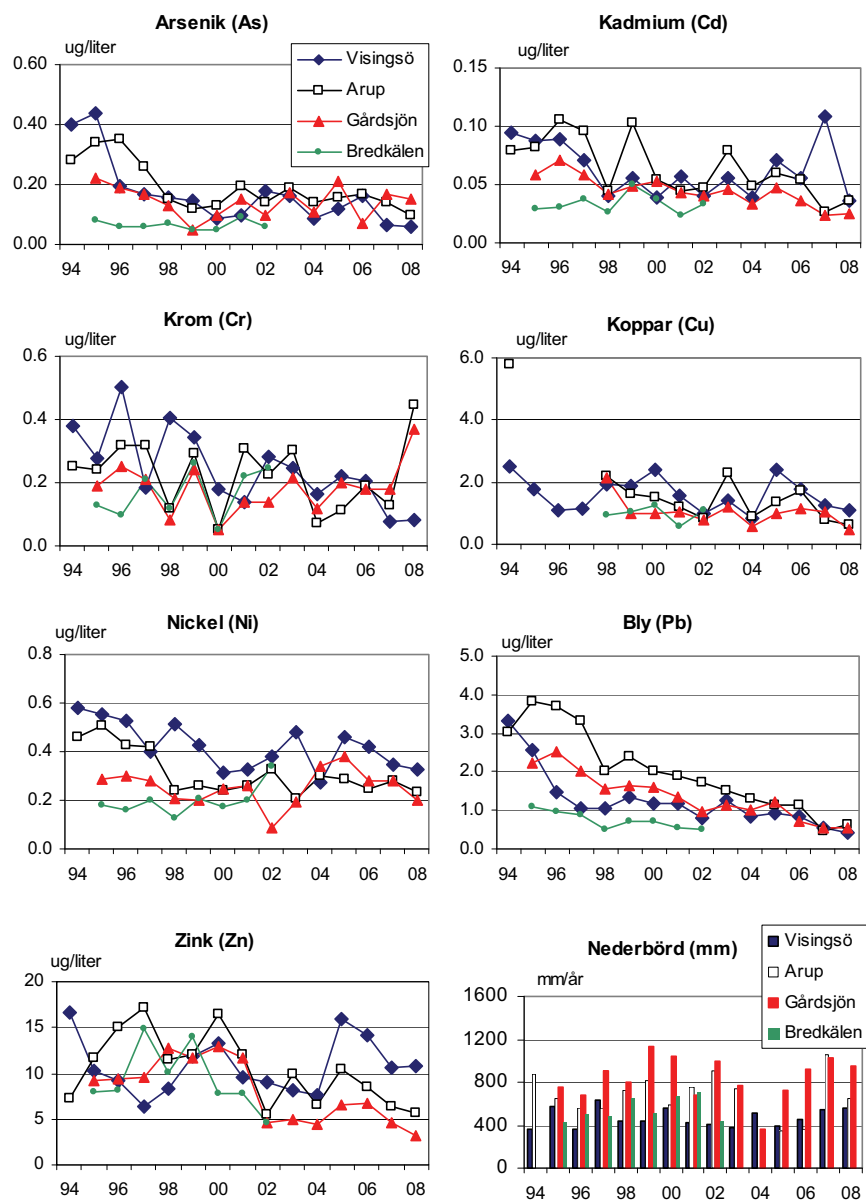 Arsenik (As)
ug/liter
0.60
0.40
0.20
0.00
94 96 98 00 02 04 06 08
Visingsö
Arup
Gårdsjön
Bredkälen
Kadmium (Cd)
ug/liter
0.15
0.10
0.05
0.00
94 96 98 00 02 04 06 08
Krom (Cr)
ug/liter
0.6
0.4
0.2
0.0
94 96 98 00 02 04 06 08
Koppar (Cu)
ug/liter
6.0
4.0
2.0
0.0
94 96 98 00 02 04 06 08
Nickel (Ni)
ug/liter
0.8
0.6
0.4
0.2
0.0
94 96 98 00 02 04 06 08
Bly (Pb)
ug/liter
5.0
4.0
3.0
2.0
1.0
0.0
94 96 98 00 02 04 06 08
Zink (Zn)
ug/liter
20
15
10
5
0
94 96 98 00 02 04 06 08
Nederbörd (mm)
mm/år
1600
1200
800
400
0
94 96 98 00 02 04 06 08
Visingsö
Arup
Gårdsjön
Bredkälen